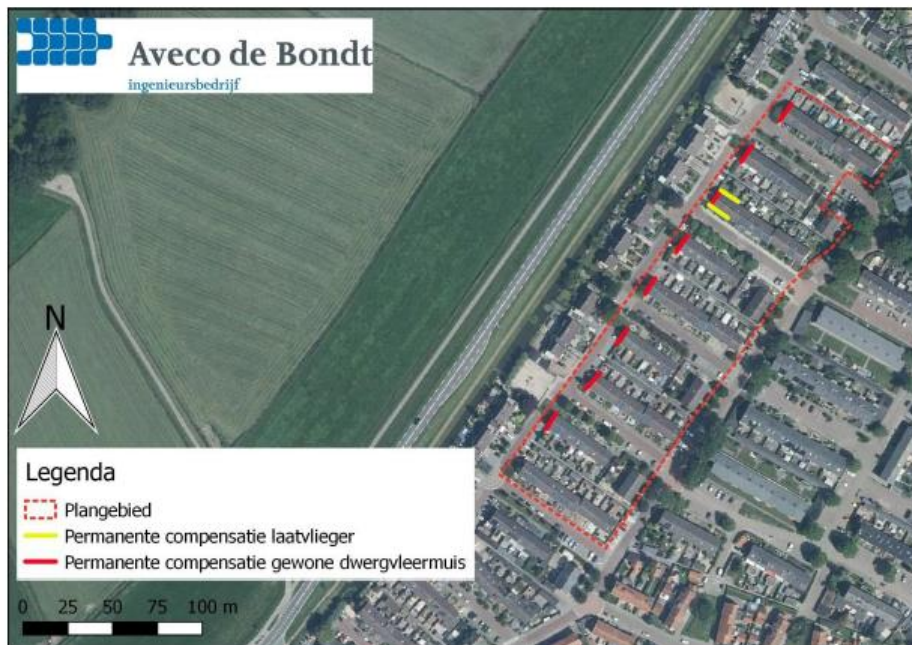 Aveco de Bondt
ingenieursbedrijf
N
Legenda
Plangebied
Permanente compensatie laatvlieger
Permanente compensatie gewone dwergvleermuis
0 25 50 75 100 m